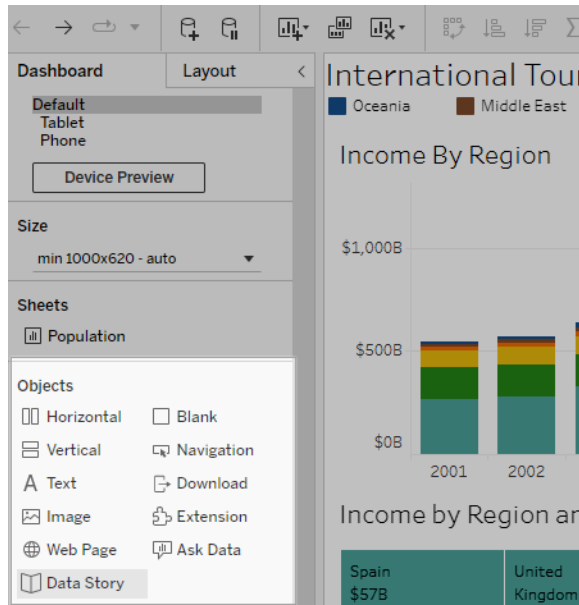 Dashboard
Layout
Default
Tablet
Phone
Device Preview
Size
min 1000x620 - auto
Sheets
Population
Objects
Horizontal
Blank
Vertical
Navigation
Text
Download
Image
Extension
Web Page
Ask Data
Data Story
International
Oceania
Middle East
Income By Region
$1,000B
$500B
$0B
2001
2002
Income by Region
Spain
United
$57B
Kingdom